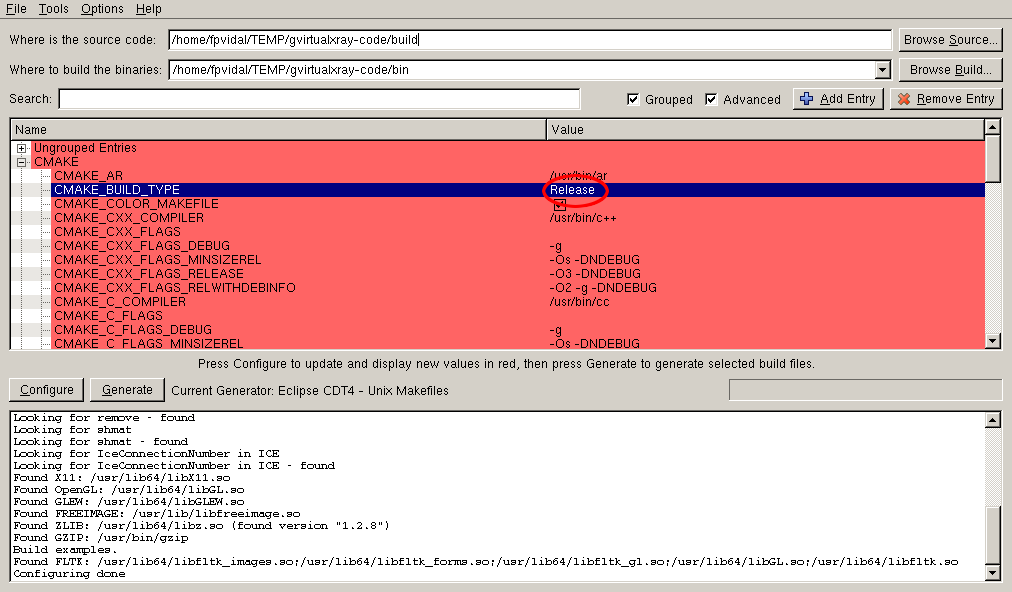 File Tools Options Help
Where is the source code: /home/fpvidal/TEMP/gvirtualxray-code/build Browse Source...
Where to build the binaries: /home/fpvidal/TEMP/gvirtualxray-code/bin Browse Build...
Search: Grouped Advanced Add Entry Remove Entry
Name Value
Ungrouped Entries
CMAKE
CMAKE_AR /usr/bin/ar
CMAKE_BUILD_TYPE Release
CMAKE_COLOR_MAKEFILE
CMAKE_CXX_COMPILER /usr/bin/c++
CMAKE_CXX_FLAGS
CMAKE_CXX_FLAGS_DEBUG -g
CMAKE_CXX_FLAGS_MINSIZEREL -Os -DNDEBUG
CMAKE_CXX_FLAGS_RELEASE -O3 -DNDEBUG
CMAKE_CXX_FLAGS_RELWITHDEBINFO -O2 -g -DNDEBUG
CMAKE_C_COMPILER /usr/bin/cc
CMAKE_C_FLAGS
CMAKE_C_FLAGS_DEBUG -g
CMAKE_C_FLAGS_MINSIZEREL -Os -DNDEBUG
Press Configure to update and display new values in red, then press Generate to generate selected build files.
Configure Generate Current Generator: Eclipse CDT4 - Unix Makefiles
Looking for remove - found
Looking for shmat
Looking for shmat - found
Looking for IceConnectionNumber in ICE
Looking for IceConnectionNumber in ICE - found
Found X11: /usr/lib64/libX11.so
Found OpenGL: /usr/lib64/libGL.so
Found GLEW: /usr/lib64/libGLEW.so
Found FREEIMAGE: /usr/lib/libfreeimage.so
Found ZLIB: /usr/lib64/libz.so (found version "1.2.8")
Found GZIP: /usr/bin/gzip
Build examples.
Found FLTK: /usr/lib64/libfltk_images.so;/usr/lib64/libfltk_forms.so;/usr/lib64/libfltk_gl.so;/usr/lib64/libGL.so;/usr/lib64/libfltk.so
Configuring done